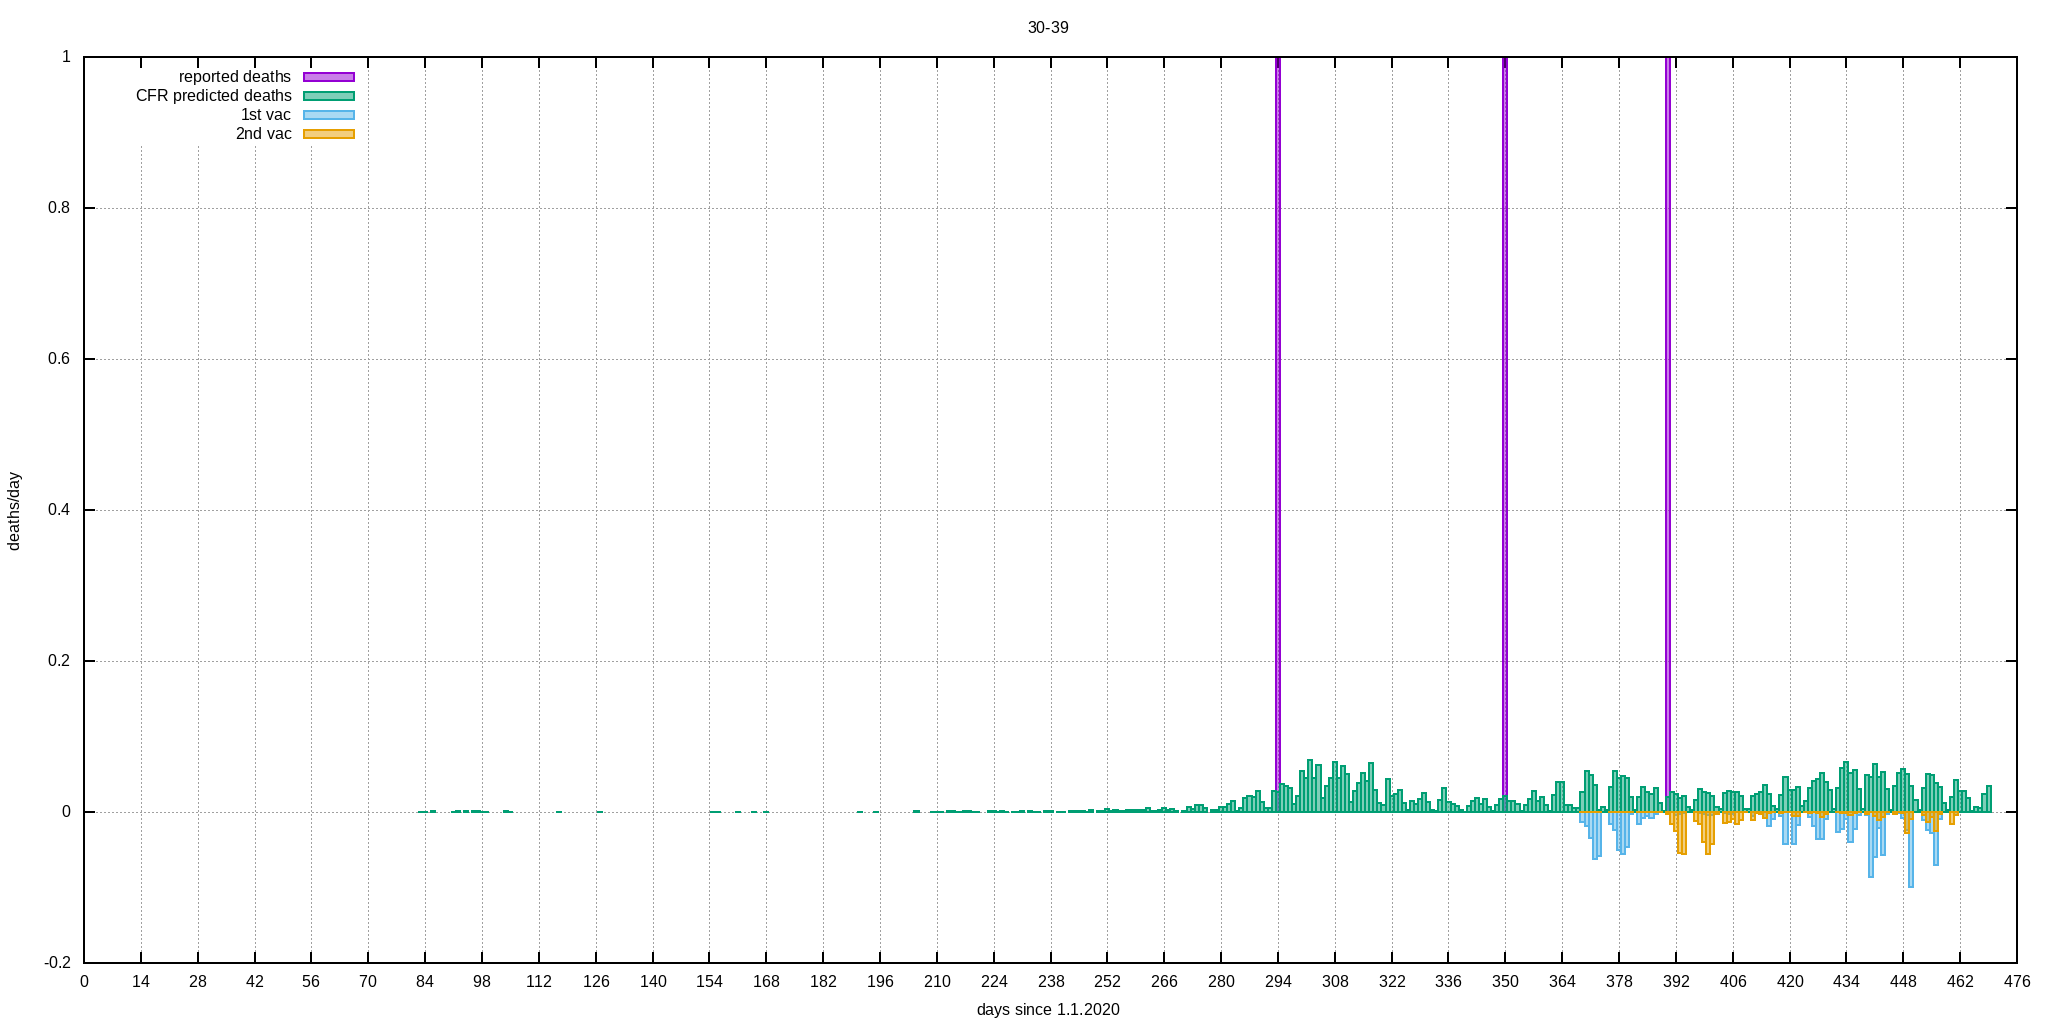 30-39
1
reported deaths
CFR predicted deaths
1st vac
2nd vac
0.8
0.6
0.4
deaths/day
0.2
0
-0.2
0 14 28 42 56 70 84 98 112 126 140 154 168 182 196 210 224 238 252 266 280 294 308 322 336 350 364 378 392 406 420 434 448 462 476
days since 1.1.2020